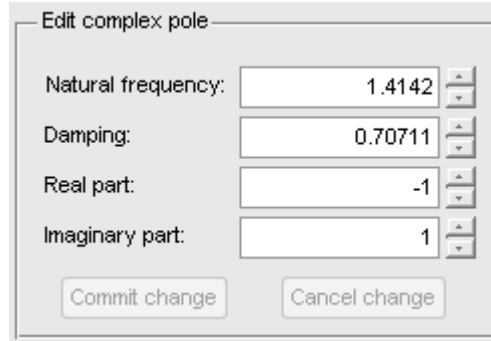 Edit complex pole
Natural frequency: 1.4142
Damping: 0.70711
Real part: -1
Imaginary part: 1
Commit change Cancel change